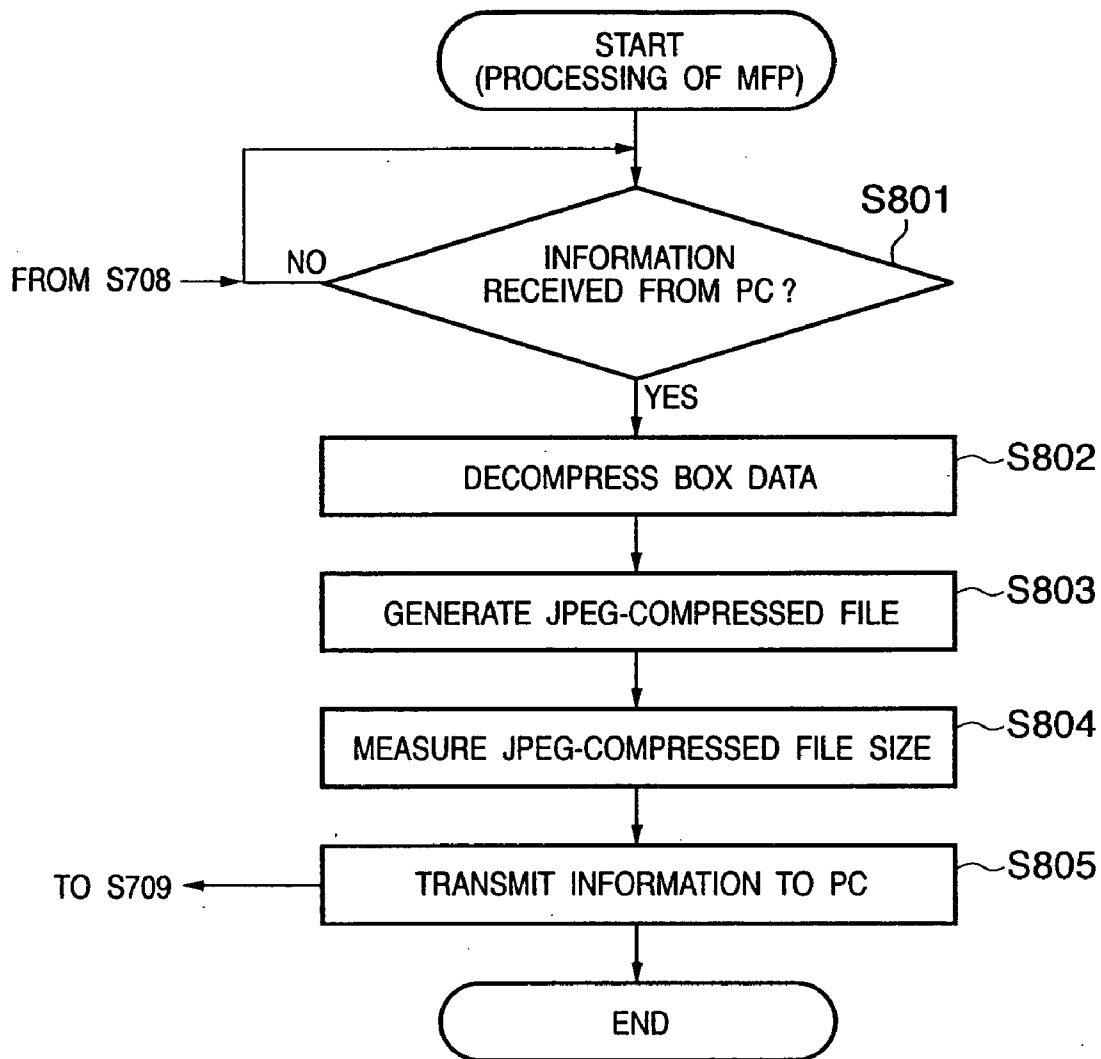 START
(PROCESSING OF MFP)
S801
FROM S708
NO
INFORMATION
RECEIVED FROM PC?
YES
DECOMPRESS BOX DATA
S802
GENERATE JPEG-COMPRESSED FILE
S803
MEASURE JPEG-COMPRESSED FILE SIZE
S804
TO S709
TRANSMIT INFORMATION TO PC
S805
END